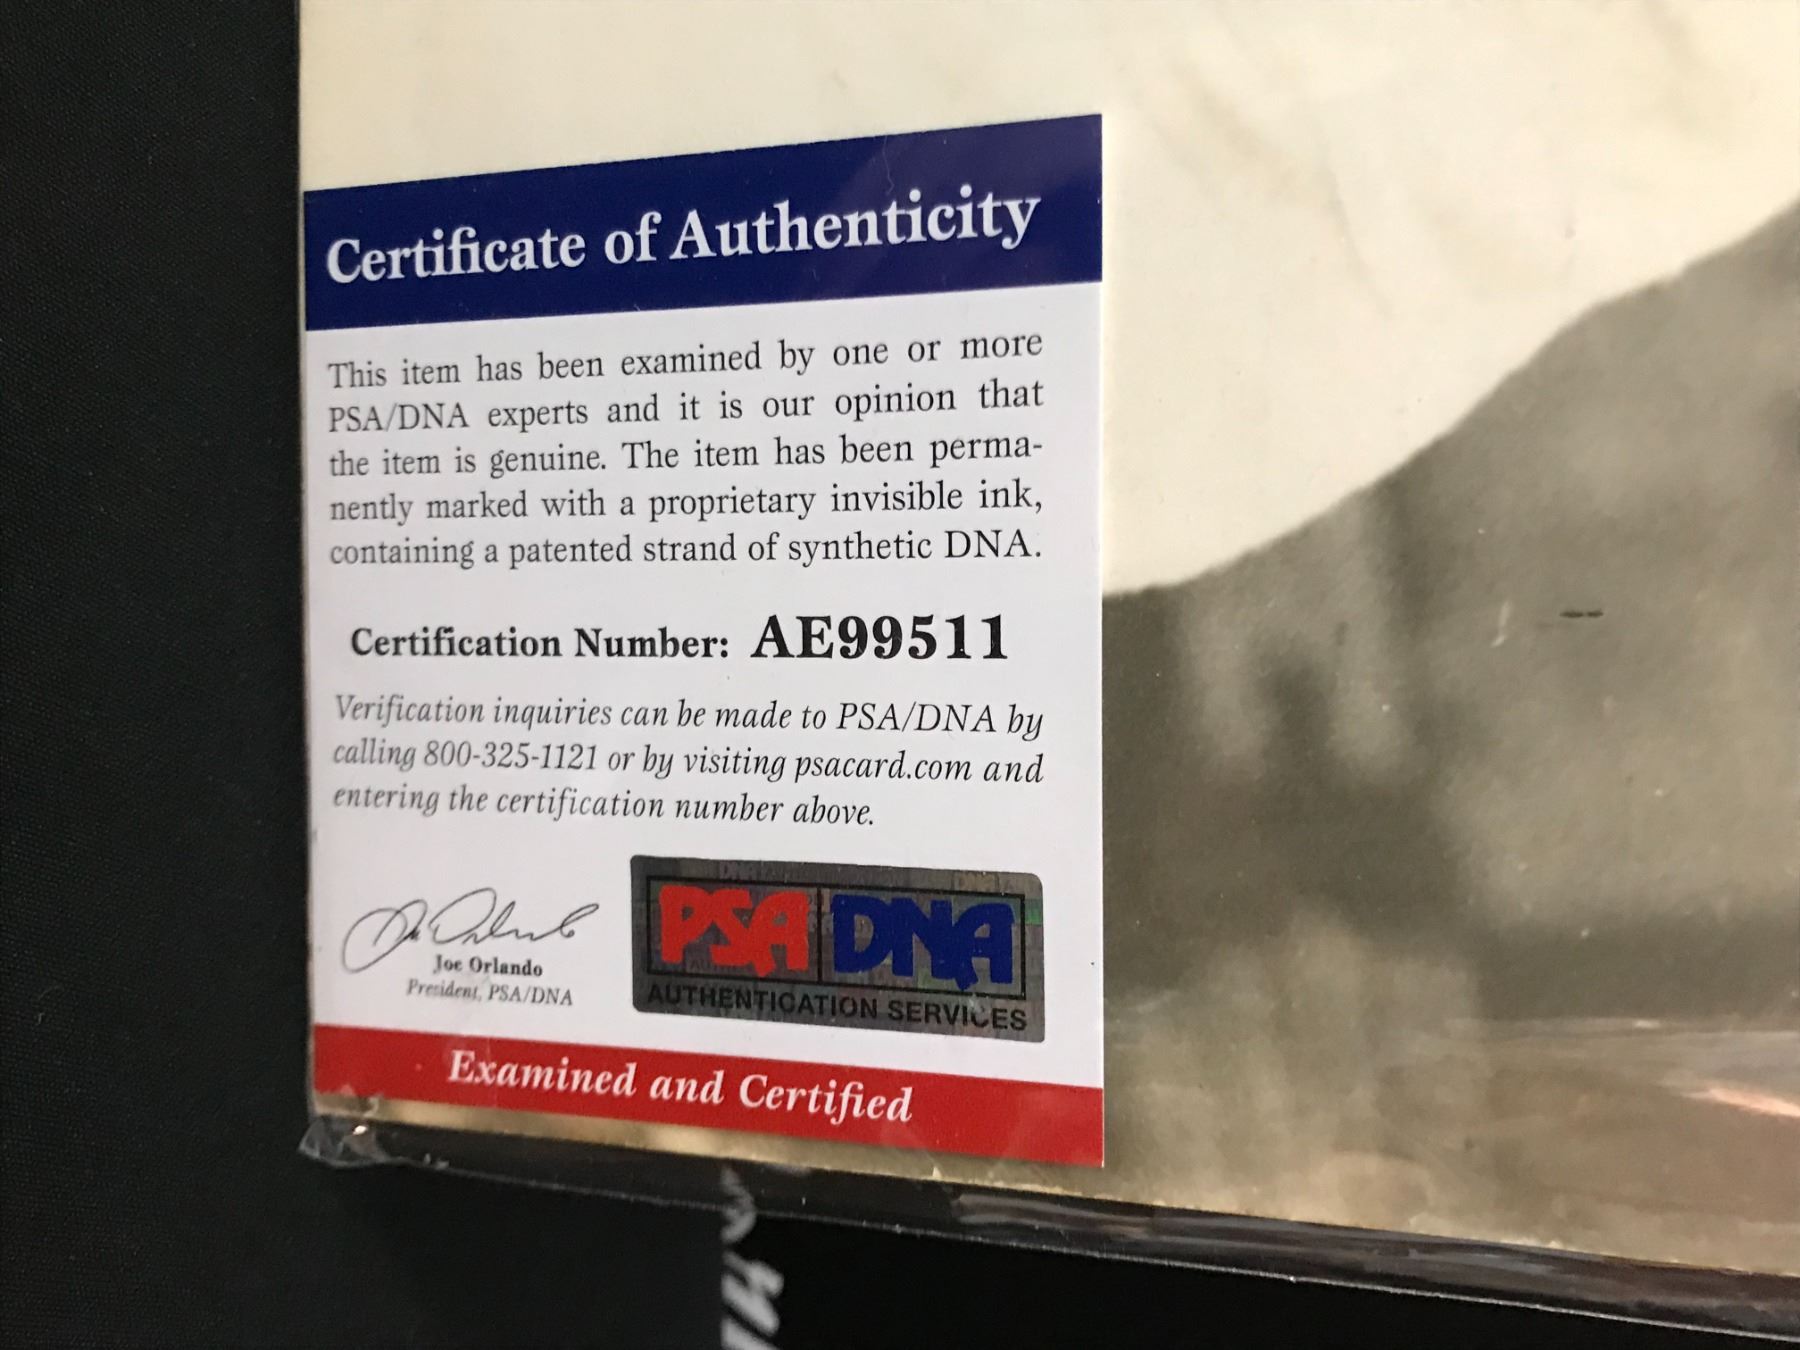 Certificate of Authenticity
This item has been examined by one or more
PSA/DNA experts and it is our opinion that
the item is genuine. The item has been perma-
nently marked with a proprietary invisible ink,
containing a patented strand of synthetic DNA.
Certification Number: AE99511
Verification inquiries can be made to PSA/DNA by
calling 800-325-1121 or by visiting psacard.com and
entering the certification number above.
Joe Orlando
President, PSA/DNA
PSA DNA
AUTHENTICATION SERVICES
Examined and Certified